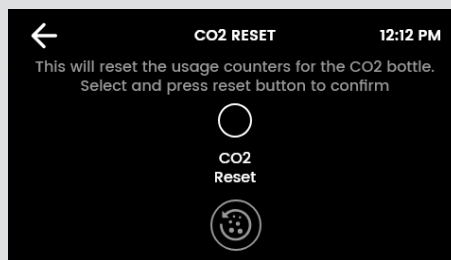 CO2 RESET
12:12 PM
This will reset the usage counters for the CO2 bottle.
Select and press reset button to confirm
CO2
Reset